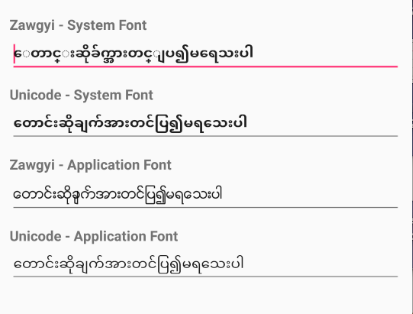 Zawgyi - System Font
ေတာင္းဆိုခ်က္အားတင္ျပ၍မရေသးပါ
Unicode - System Font
တောင်းဆိုချက်အားတင်ပြ၍မရသေးပါ
Zawgyi - Application Font
တောင်းဆိုချက်အားတင်ပြ၍မရသေးပါ
Unicode - Application Font
တောင်းဆိုချက်အားတင်ပြ၍မရသေးပါ